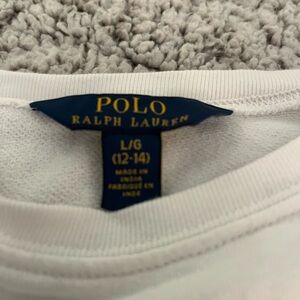 POLO
RALPH LAUREN
L/G
(12-14)
MADE IN
INDIA
FABRIQUÉ EN
INDE